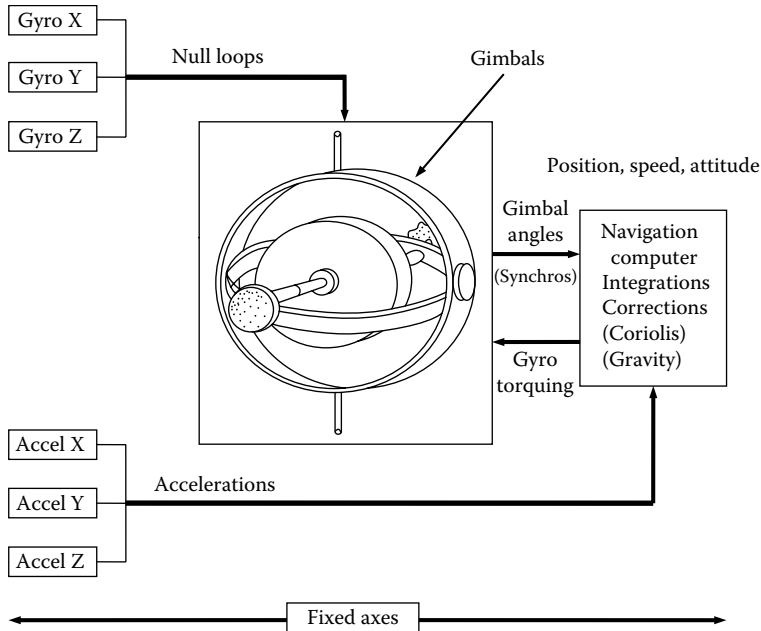 Gyro X
Gyro Y
Gyro Z
Null loops
Gimbals
Position, speed, attitude
Gimbal
angles
(Synchros)
Gyro
torquing
Navigation
computer
Integrations
Corrections
(Coriolis)
(Gravity)
Accel X
Accel Y
Accel Z
Accelerations
Fixed axes